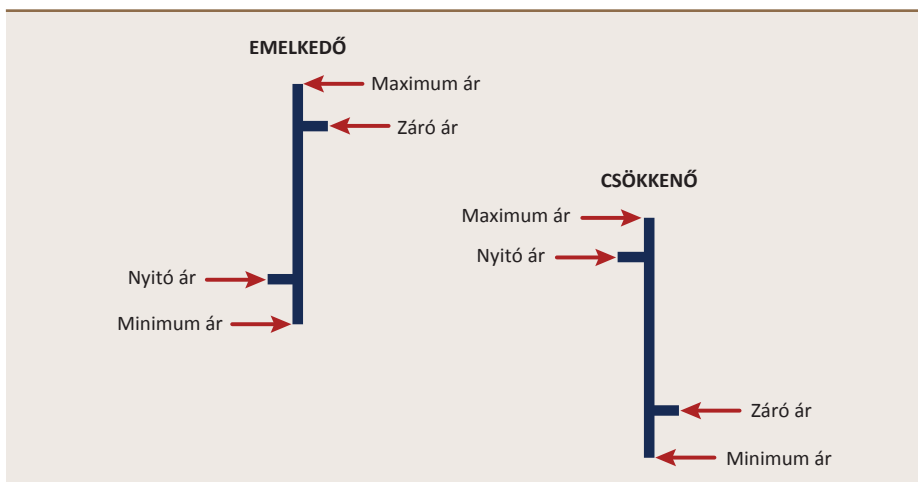 EMELKEDŐ
Maximum ár
Záró ár
Nyitó ár
Minimum ár
CSÖKKENŐ
Maximum ár
Nyitó ár
Záró ár
Minimum ár